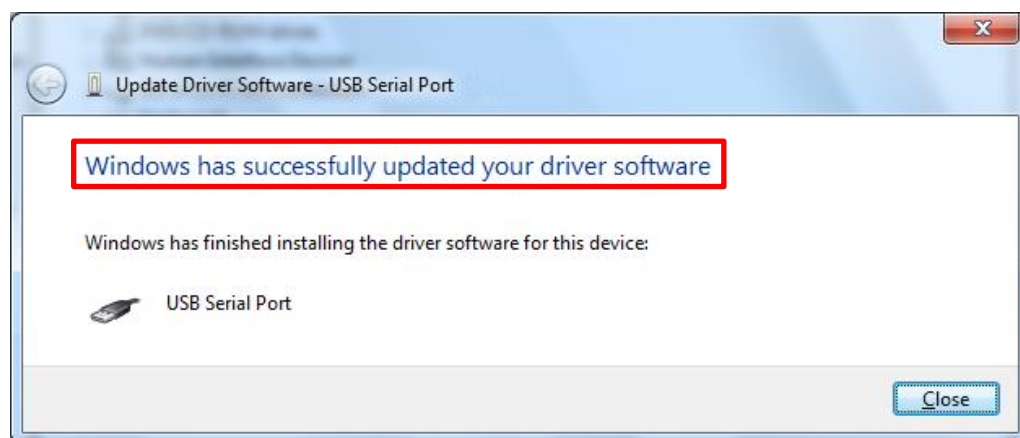 Update Driver Software - USB Serial Port
Windows has successfully updated your driver software
Windows has finished installing the driver software for this device:
USB Serial Port
Close